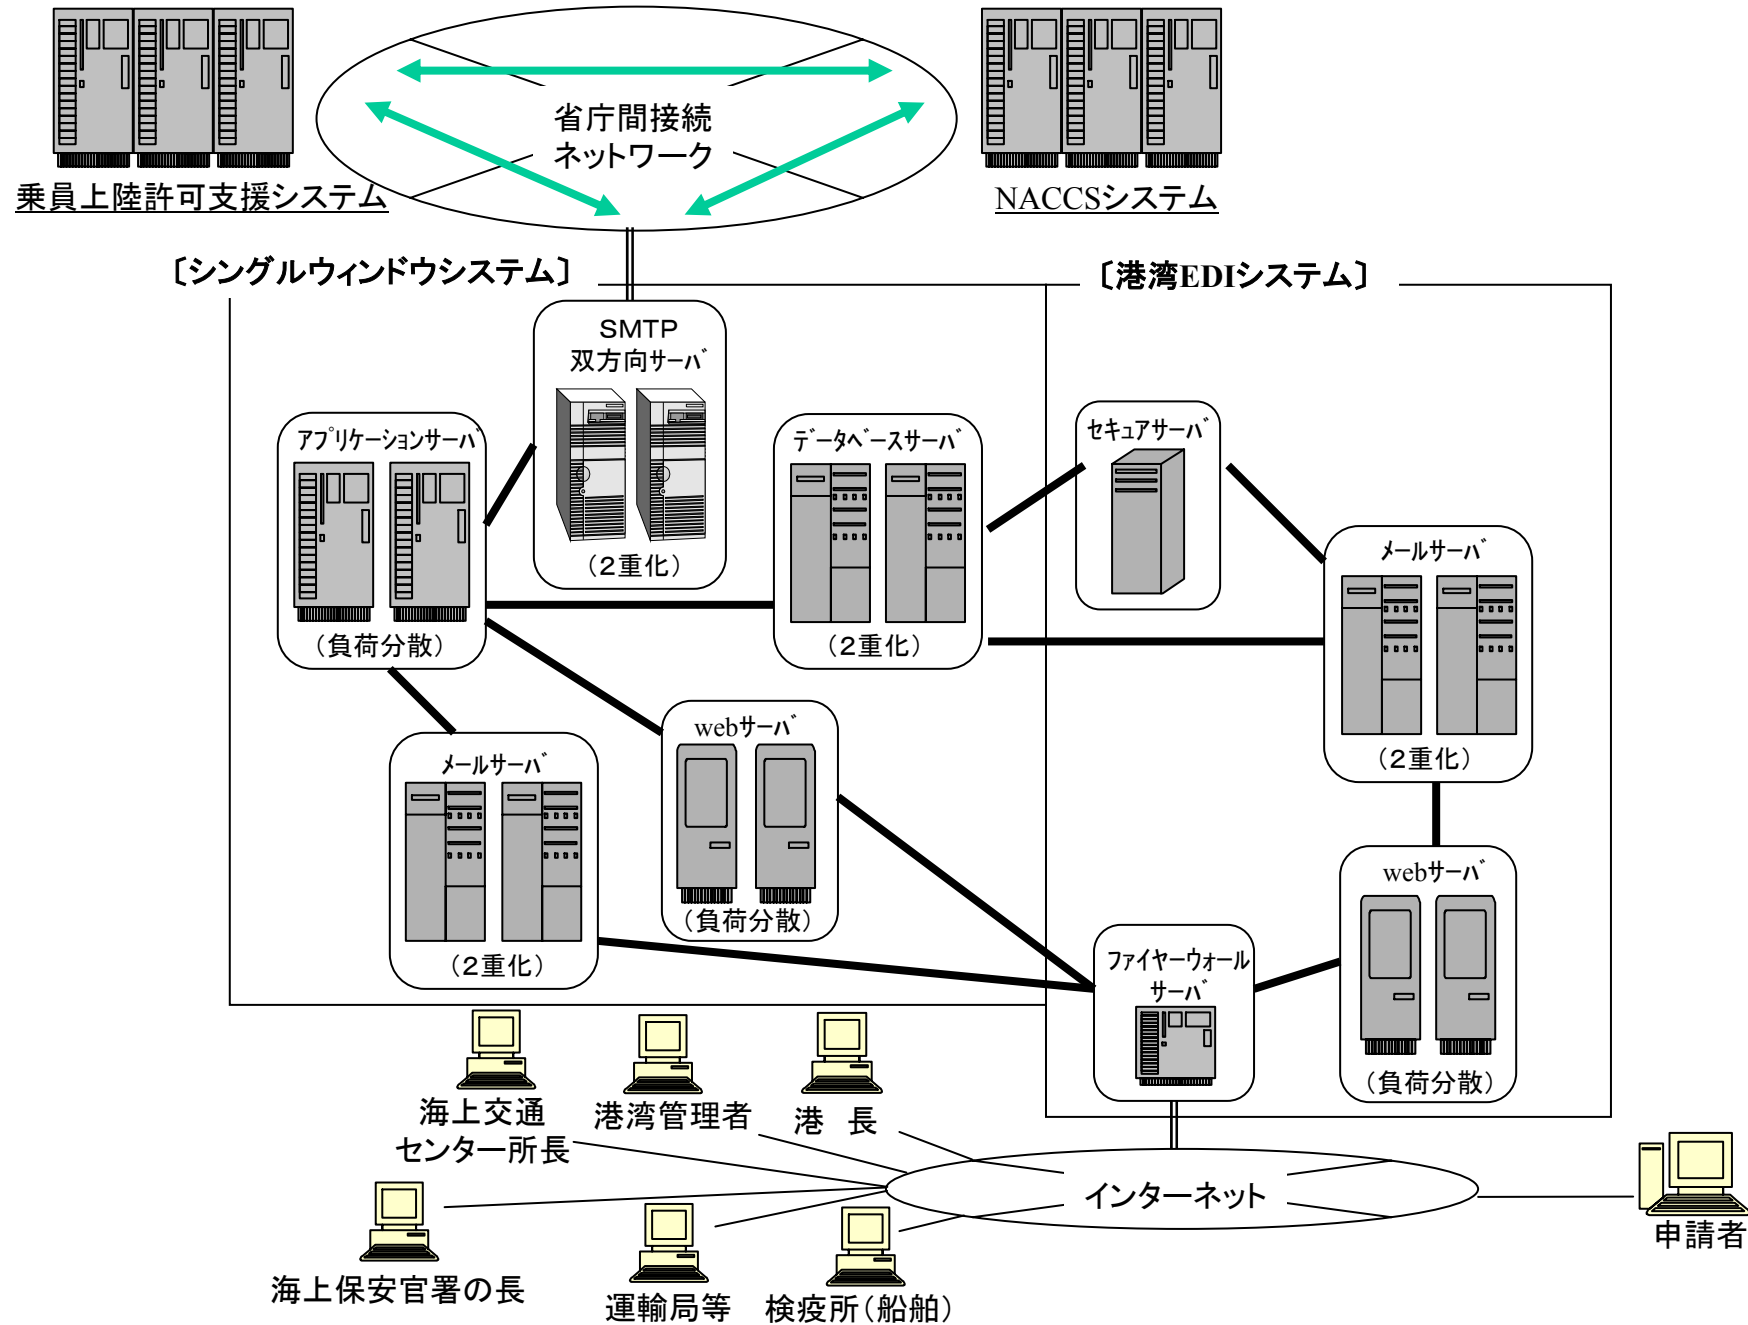 省庁間接続
ネットワーク
乗員上陸許可支援システム
NACCSシステム
〔シングルウィンドウシステム〕
〔港湾EDIシステム〕
ＳＭＴＰ
双方向ｻｰﾊﾞ
（２重化）
ｱﾌﾟﾘｹｰｼｮﾝｻｰﾊﾞ
（負荷分散）
ﾃﾞｰﾀﾍﾞｰｽｻｰﾊﾞ
（２重化）
ｾｷｭｱｻｰﾊﾞ
ﾒｰﾙｻｰﾊﾞ
（２重化）
ﾒｰﾙｻｰﾊﾞ
（２重化）
webｻｰﾊﾞ
（負荷分散）
webｻｰﾊﾞ
（負荷分散）
ﾌｧｲﾔｰｳｫｰﾙ
ｻｰﾊﾞ
海上交通
センター所長
港湾管理者
港　長
インターネット
申請者
海上保安官署の長
運輸局等
検疫所（船舶）